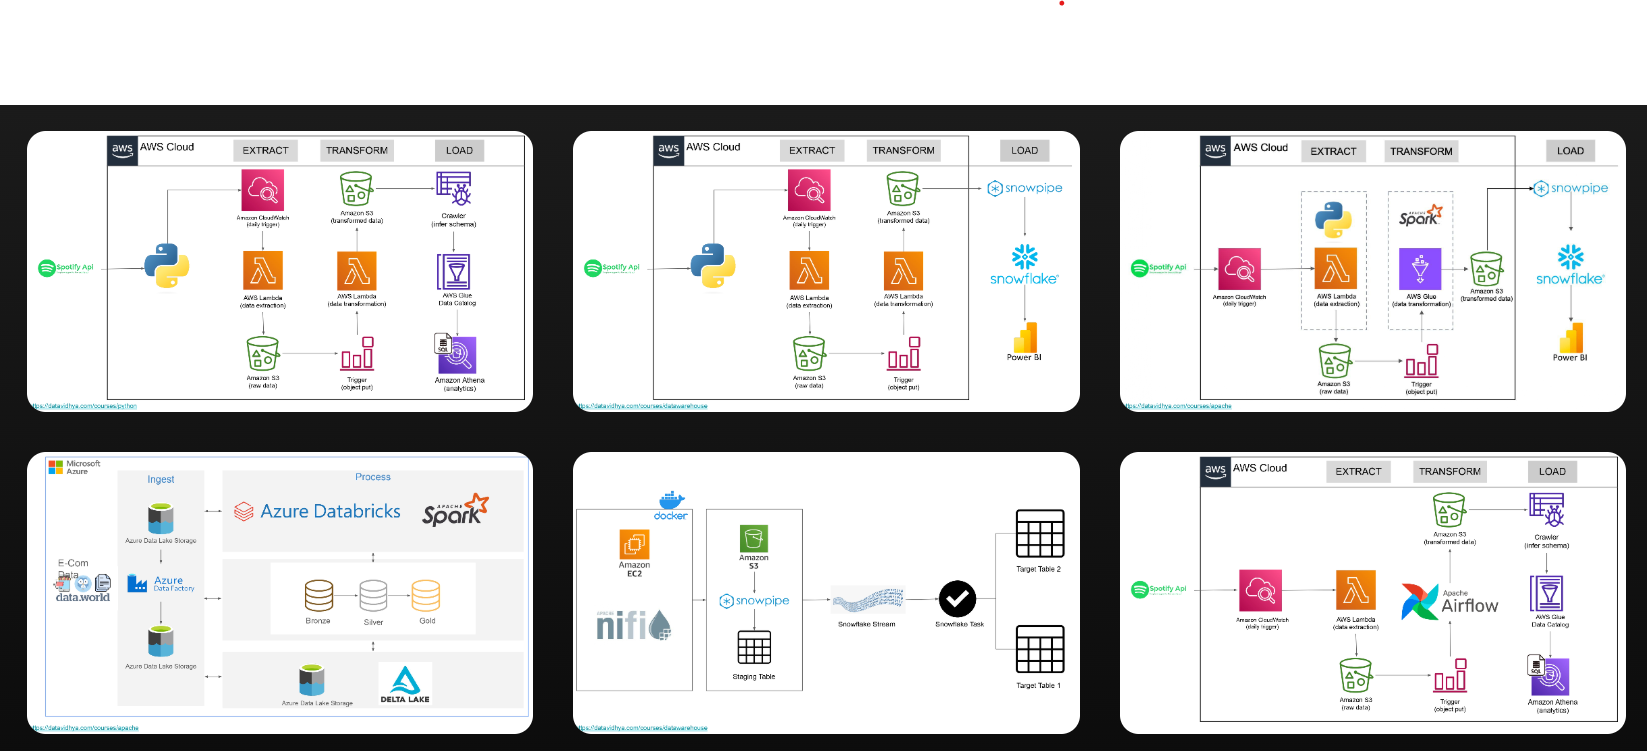 aws
AWS Cloud
EXTRACT
TRANSFORM
LOAD
Amazon CloudWatch
(daily trigger)
Amazon S3
(transformed data)
Crawler
(infer schema)
Spotify Api
AWS Lambda
(data extraction)
AWS Lambda
(data transformation)
AWS Glue
Data Catalog
SQL
Amazon S3
(raw data)
Trigger
(object put)
Amazon Athena
(analytics)
ttps://datavidhya.com/courses/python
aws
AWS Cloud
EXTRACT
TRANSFORM
LOAD
Amazon CloudWatch
(daily trigger)
Amazon S3
(transformed data)
snowpipe
Spotify Api
AWS Lambda
(data extraction)
AWS Lambda
(data transformation)
snowflake
Amazon S3
(raw data)
Trigger
(object put)
Power BI
ttps://datavidhya.com/courses/datawarehouse
aws
AWS Cloud
EXTRACT
TRANSFORM
LOAD
snowpipe
APACHE
Spark
Spotify Api
Amazon CloudWatch
(daily trigger)
AWS Lambda
(data extraction)
AWS Glue
(data transformation)
Amazon S3
(transformed data)
snowflake
Amazon S3
(raw data)
Trigger
(object put)
Power BI
ttps://datavidhya.com/courses/apache
Microsoft
Azure
Ingest
Process
Azure Data Lake Storage
Azure Databricks
APACHE
Spark
E-Com
Data
data.world
Azure
Data Factory
Bronze
Silver
Gold
Azure Data Lake Storage
Azure Data Lake Storage
DELTA LAKE
ttps://datavidhya.com/courses/apache
docker
Amazon
EC2
Amazon
S3
APACHE
nifi
snowpipe
Staging Table
Snowflake Stream
Snowflake Task
Target Table 2
Target Table 1
ttps://datavidhya.com/courses/datawarehouse
aws
AWS Cloud
EXTRACT
TRANSFORM
LOAD
Amazon S3
(transformed data)
Crawler
(infer schema)
Spotify Api
Amazon CloudWatch
(daily trigger)
AWS Lambda
(data extraction)
Apache
Airflow
AWS Glue
Data Catalog
SQL
Amazon S3
(raw data)
Trigger
(object put)
Amazon Athena
(analytics)